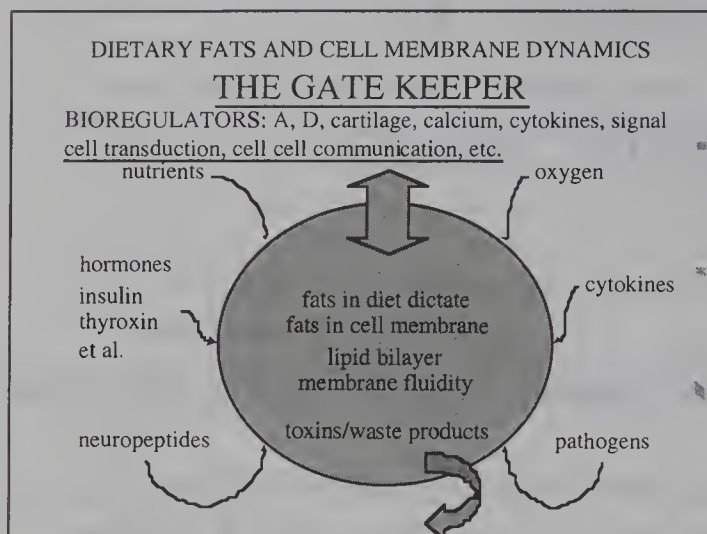 DIETARY FATS AND CELL MEMBRANE DYNAMICS
THE GATE KEEPER
BIOREGULATORS: A, D, cartilage, calcium, cytokines, signal
cell transduction, cell cell communication, etc.
nutrients
oxygen
hormones
insulin
thyroxin
et al.
fats in diet dictate
fats in cell membrane
lipid bilayer
membrane fluidity
cytokines
neuropeptides
toxins/waste products
pathogens